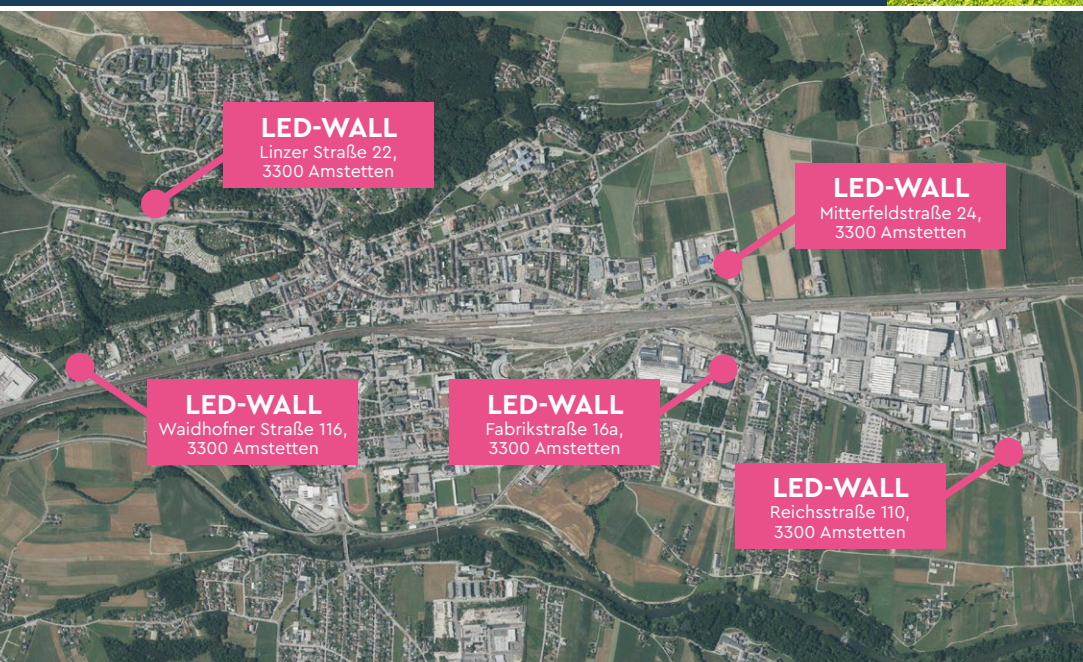 LED-WALL
Linzer Straße 22,
3300 Amstetten
LED-WALL
Mitterfeldstraße 24,
3300 Amstetten
LED-WALL
Waidhofner Straße 116,
3300 Amstetten
LED-WALL
Fabrikstraße 16a,
3300 Amstetten
LED-WALL
Reichsstraße 110,
3300 Amstetten